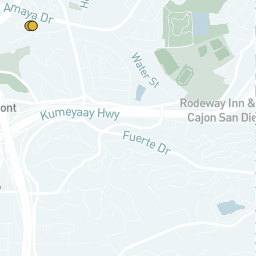 Amaya Dr
Water St
Rodeway Inn &
Cajon San Die
ont
Kumeyaay Hwy
Fuerte Dr